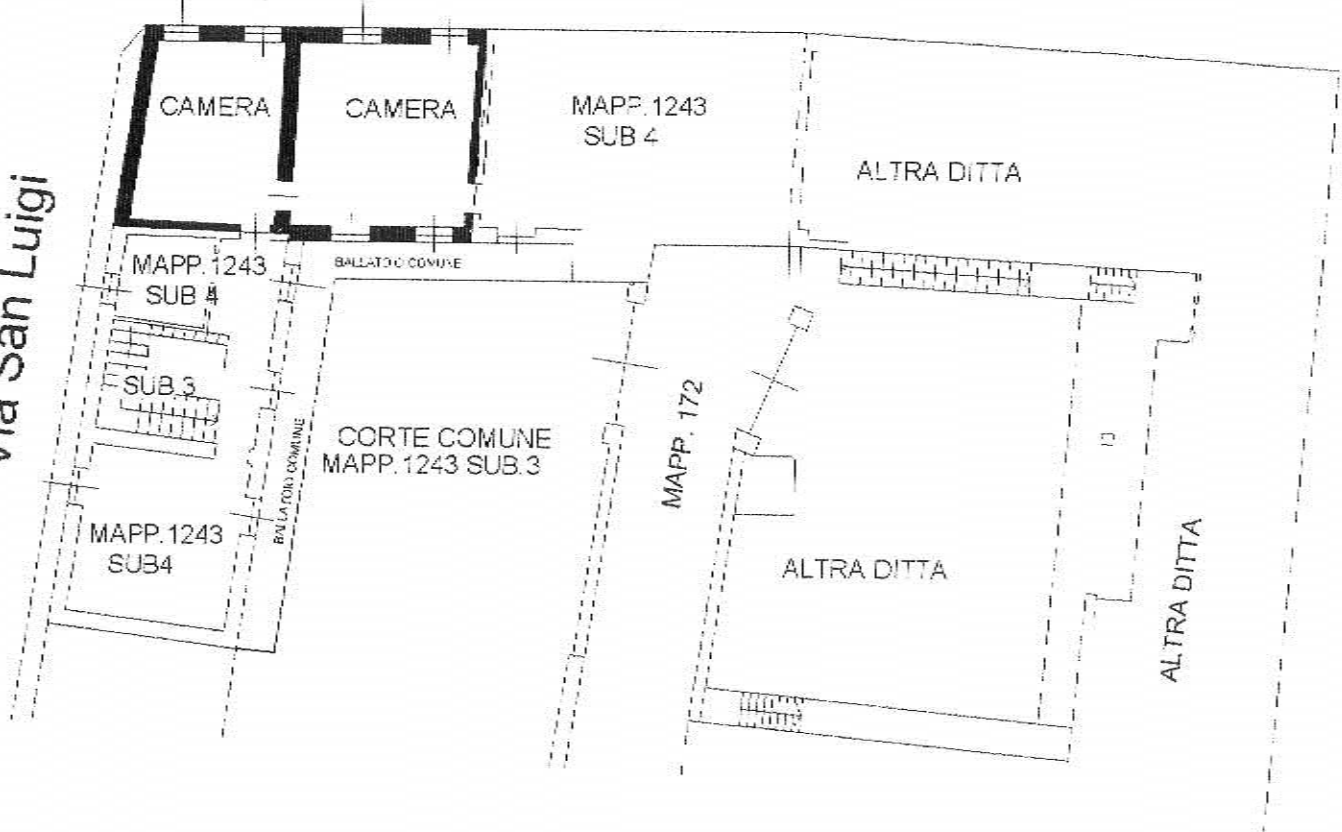 CAMERA
CAMERA
MAPP. 1243
SUB 4
ALTRA DITTA
Via San Luigi
MAPP. 1243
SUB 4
BALLATOIO COMUNE
SUB.3
BALLATOIO COMUNE
CORTE COMUNE
MAPP. 1243 SUB.3
MAPP. 172
MAPP. 1243
SUB4
ALTRA DITTA
ALTRA DITTA